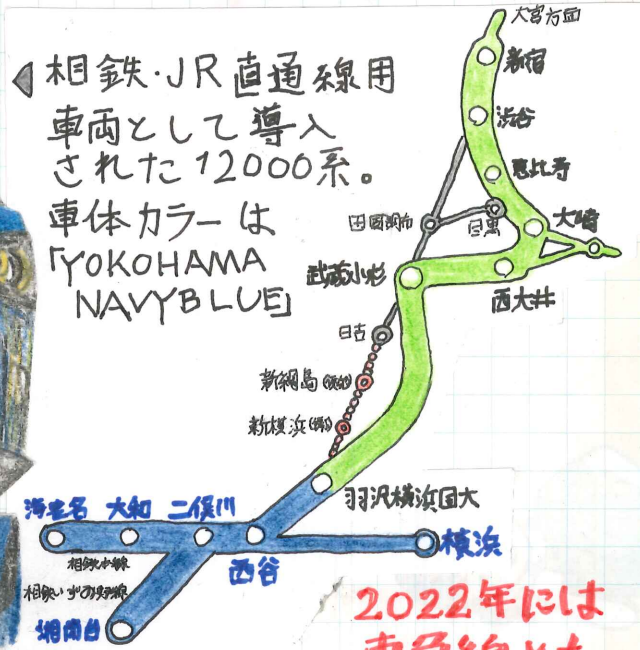 相鉄・JR直通線用
車両として導入
された12000系。
車体カラーは
「YOKOHAMA
NAVYBLUE」
大宮方面
新宿
渋谷
恵比寿
田園調布
目黒
大崎
武蔵小杉
西大井
日吉
新綱島(仮称)
新横浜(仮称)
羽沢横浜国大
海老名
大和
二俣川
西谷
横浜
相鉄本線
相鉄いずみ野線
湘南台
2022年には